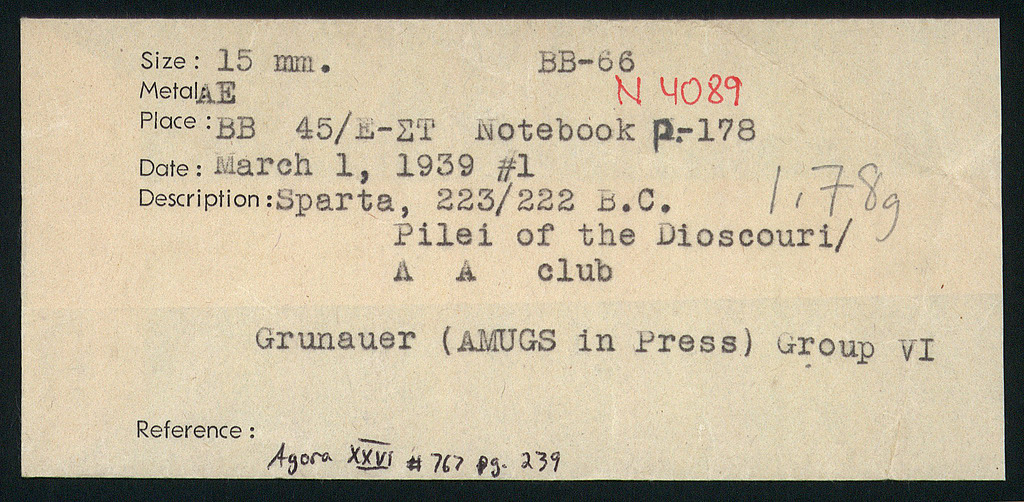 Size: 15 mm. BB-66
N 4089
Metal AE
Place: BB 45/E-ΣΤ Notebook p.-178
Date: March 1, 1939 #1
Description: Sparta, 223/222 B.C. 1.78g
Pilei of the Dioscouri/
Λ A club
Grunauer (AMUGS in Press) Group VI
Reference:
Agora XXVI # 767 pg. 239